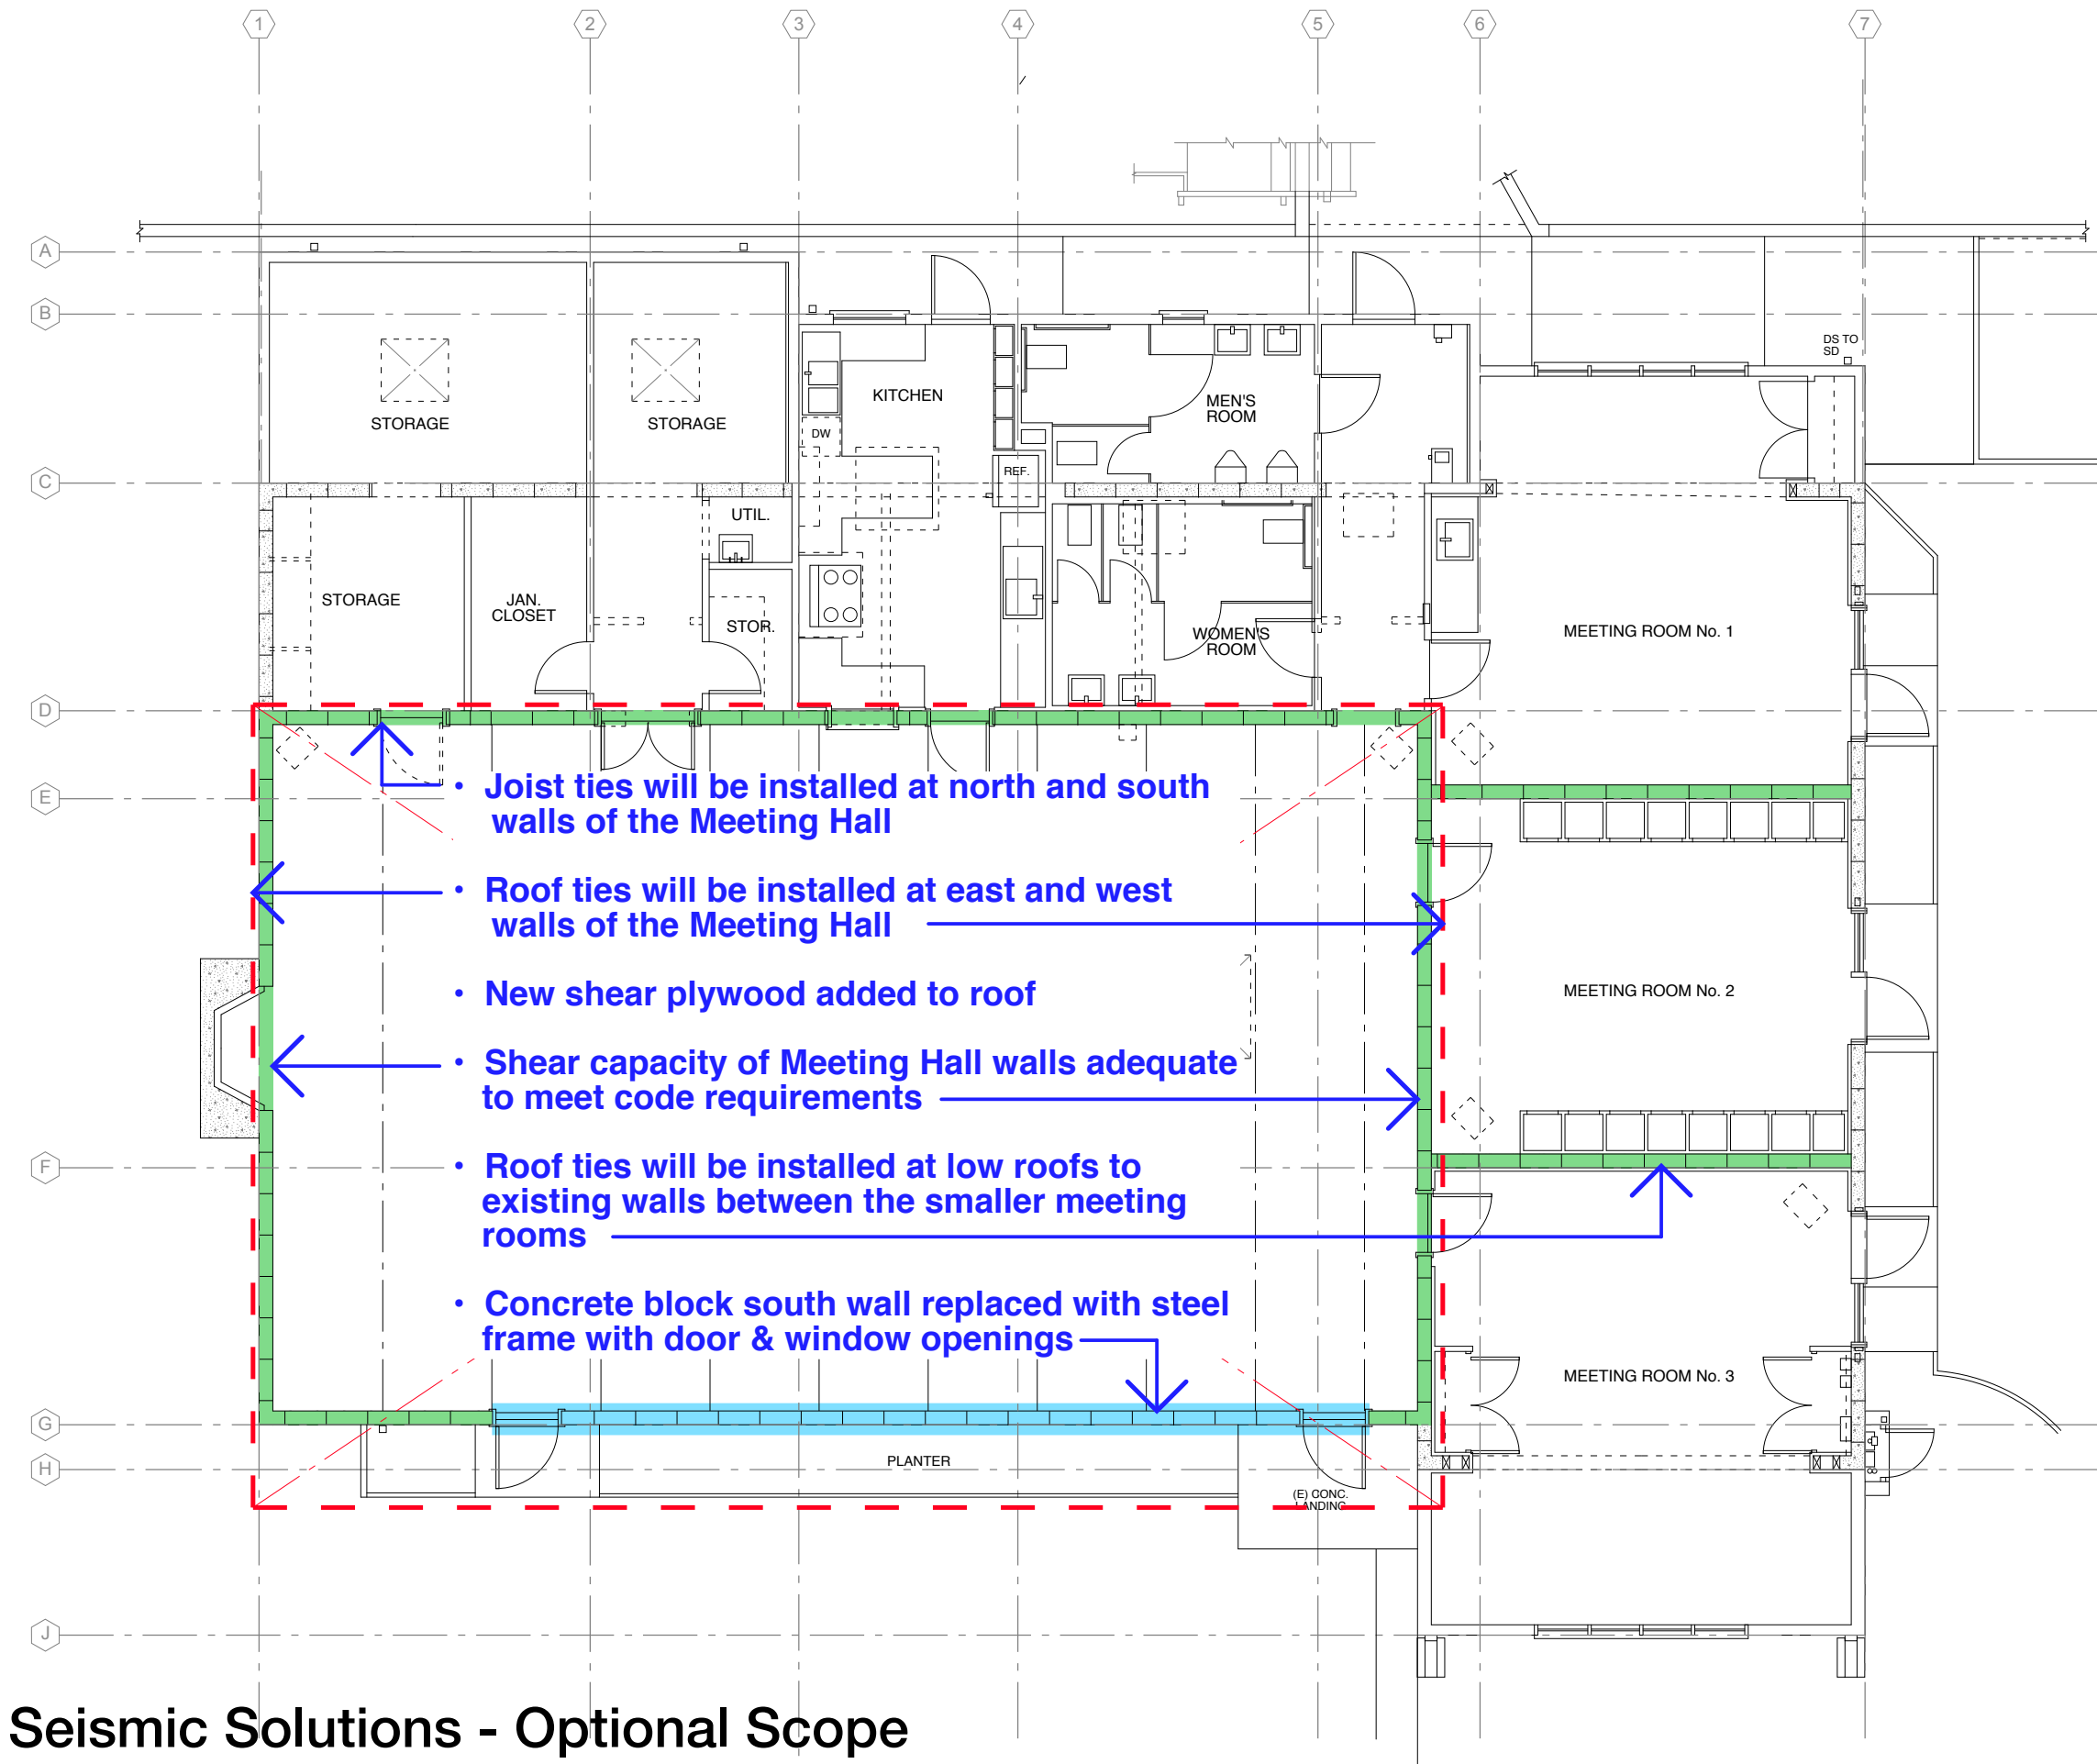 1 2 3 4 5 6 7
A
B
DS TO
SD
KITCHEN
MEN'S
ROOM
STORAGE
STORAGE
DW
C
REF.
UTIL.
STORAGE
JAN.
CLOSET
STOR.
WOMEN'S
ROOM
MEETING ROOM No. 1
D
E
• Joist ties will be installed at north and south
walls of the Meeting Hall
• Roof ties will be installed at east and west
walls of the Meeting Hall
• New shear plywood added to roof
MEETING ROOM No. 2
• Shear capacity of Meeting Hall walls adequate
to meet code requirements
F
• Roof ties will be installed at low roofs to
existing walls between the smaller meeting
rooms
• Concrete block south wall replaced with steel
frame with door & window openings
MEETING ROOM No. 3
G
H
PLANTER
(E) CONC.
LANDING
J
Seismic Solutions - Optional Scope